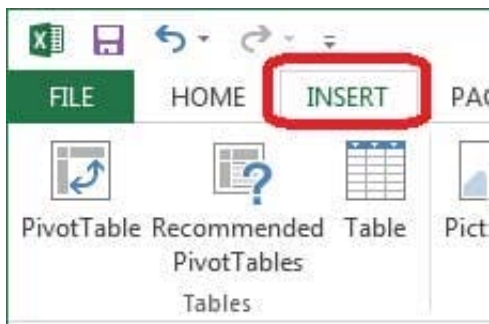 FILE HOME INSERT
PivotTable Recommended Table
PivotTables
Tables